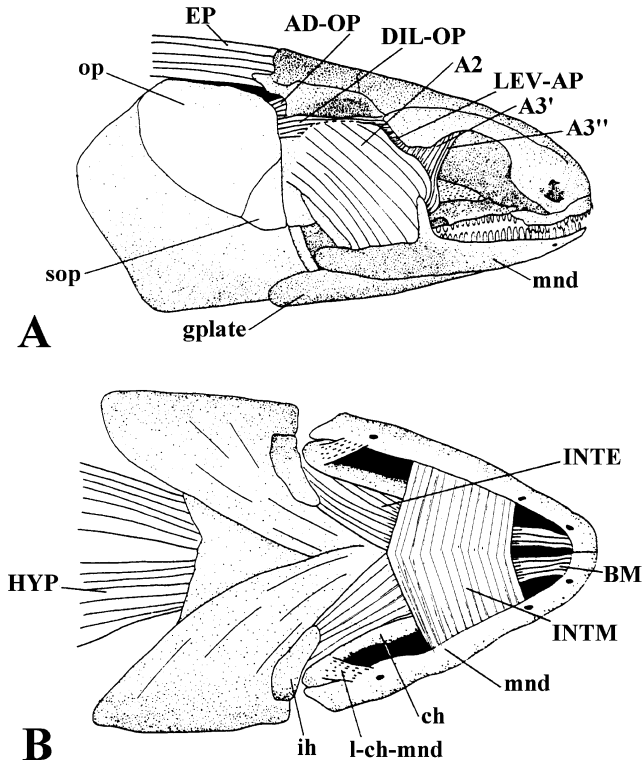 EP
AD-OP
DIL-OP
op
A2
LEV-AP
A3'
A3''
sop
mnd
gplate
A
INTE
HYP
BM
INTM
mnd
ch
ih
l-ch-mnd
B